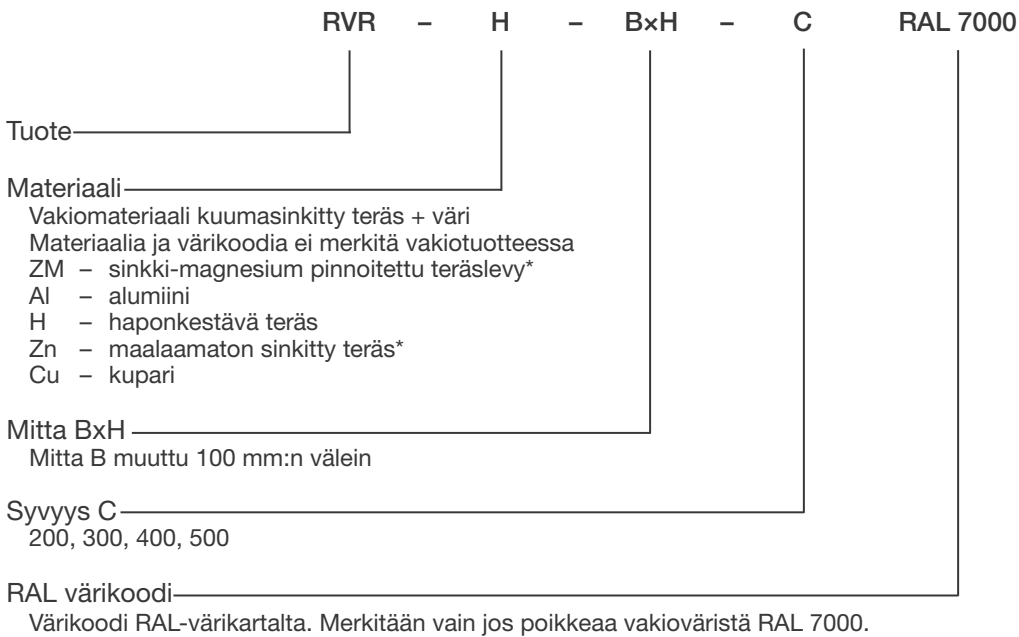 RVR – H – B×H – C RAL 7000
Tuote
Materiaali
Vakiomateriaali kuumasinkitty teräs + väri
Materiaalia ja värikoodia ei merkitä vakiotuotteessa
ZM – sinkki-magnesium pinnoitettu teräslevy*
Al – alumiini
H – haponkestävä teräs
Zn – maalaamaton sinkitty teräs*
Cu – kupari
Mitta BxH
Mitta B muuttu 100 mm:n välein
Syvyys C
200, 300, 400, 500
RAL värikoodi
Värikoodi RAL-värikartalta. Merkitään vain jos poikkeaa vakioväristä RAL 7000.